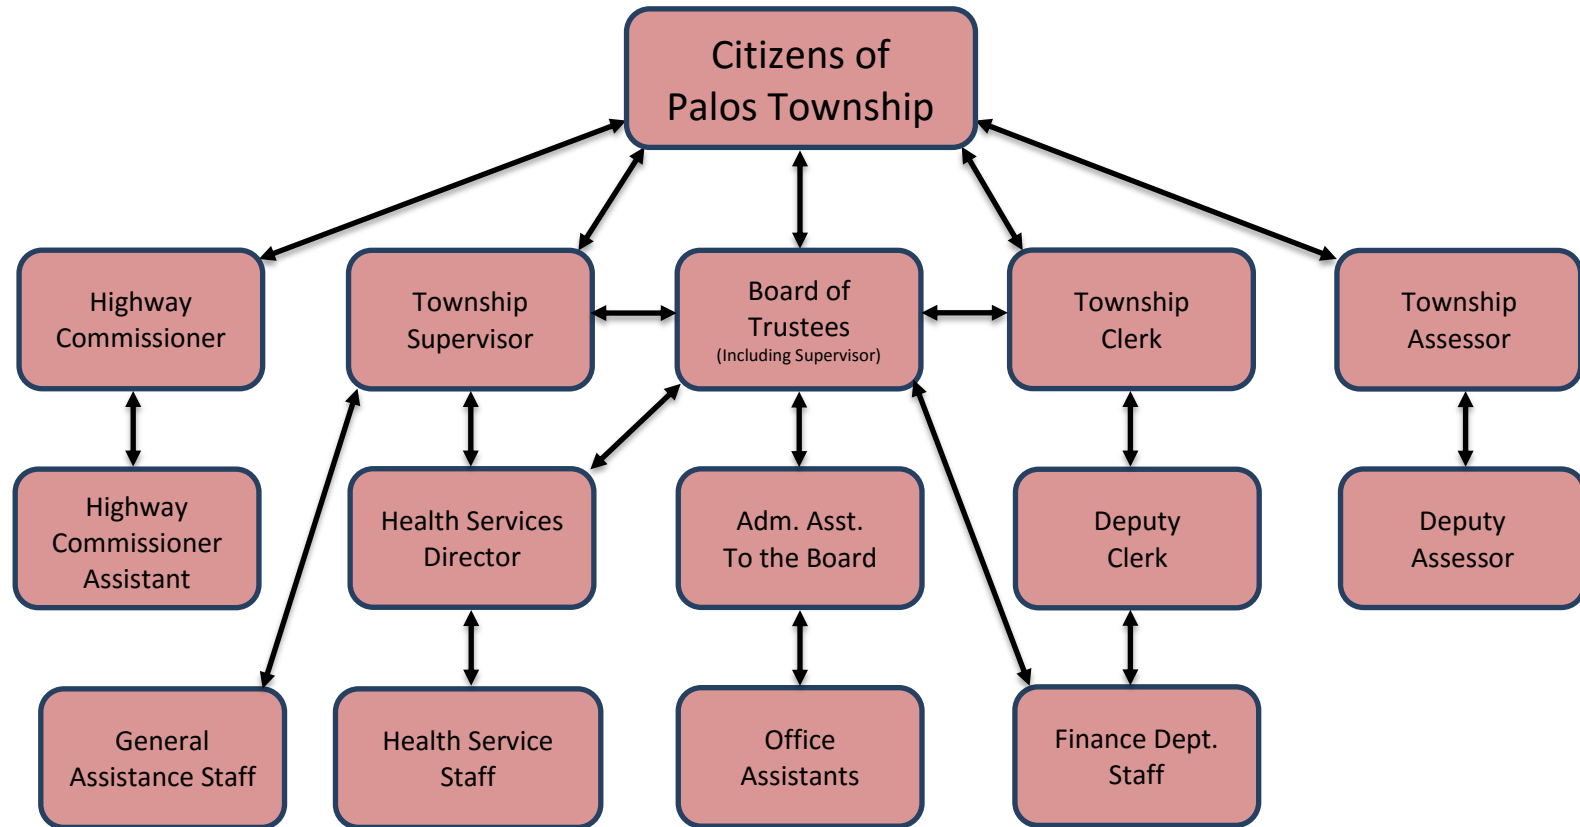 Citizens of
Palos Township
Highway
Commissioner
Township
Supervisor
Board of
Trustees
(Including Supervisor)
Township
Clerk
Township
Assessor
Highway
Commissioner
Assistant
Health Services
Director
Adm. Asst.
To the Board
Deputy
Clerk
Deputy
Assessor
General
Assistance Staff
Health Service
Staff
Office
Assistants
Finance Dept.
Staff